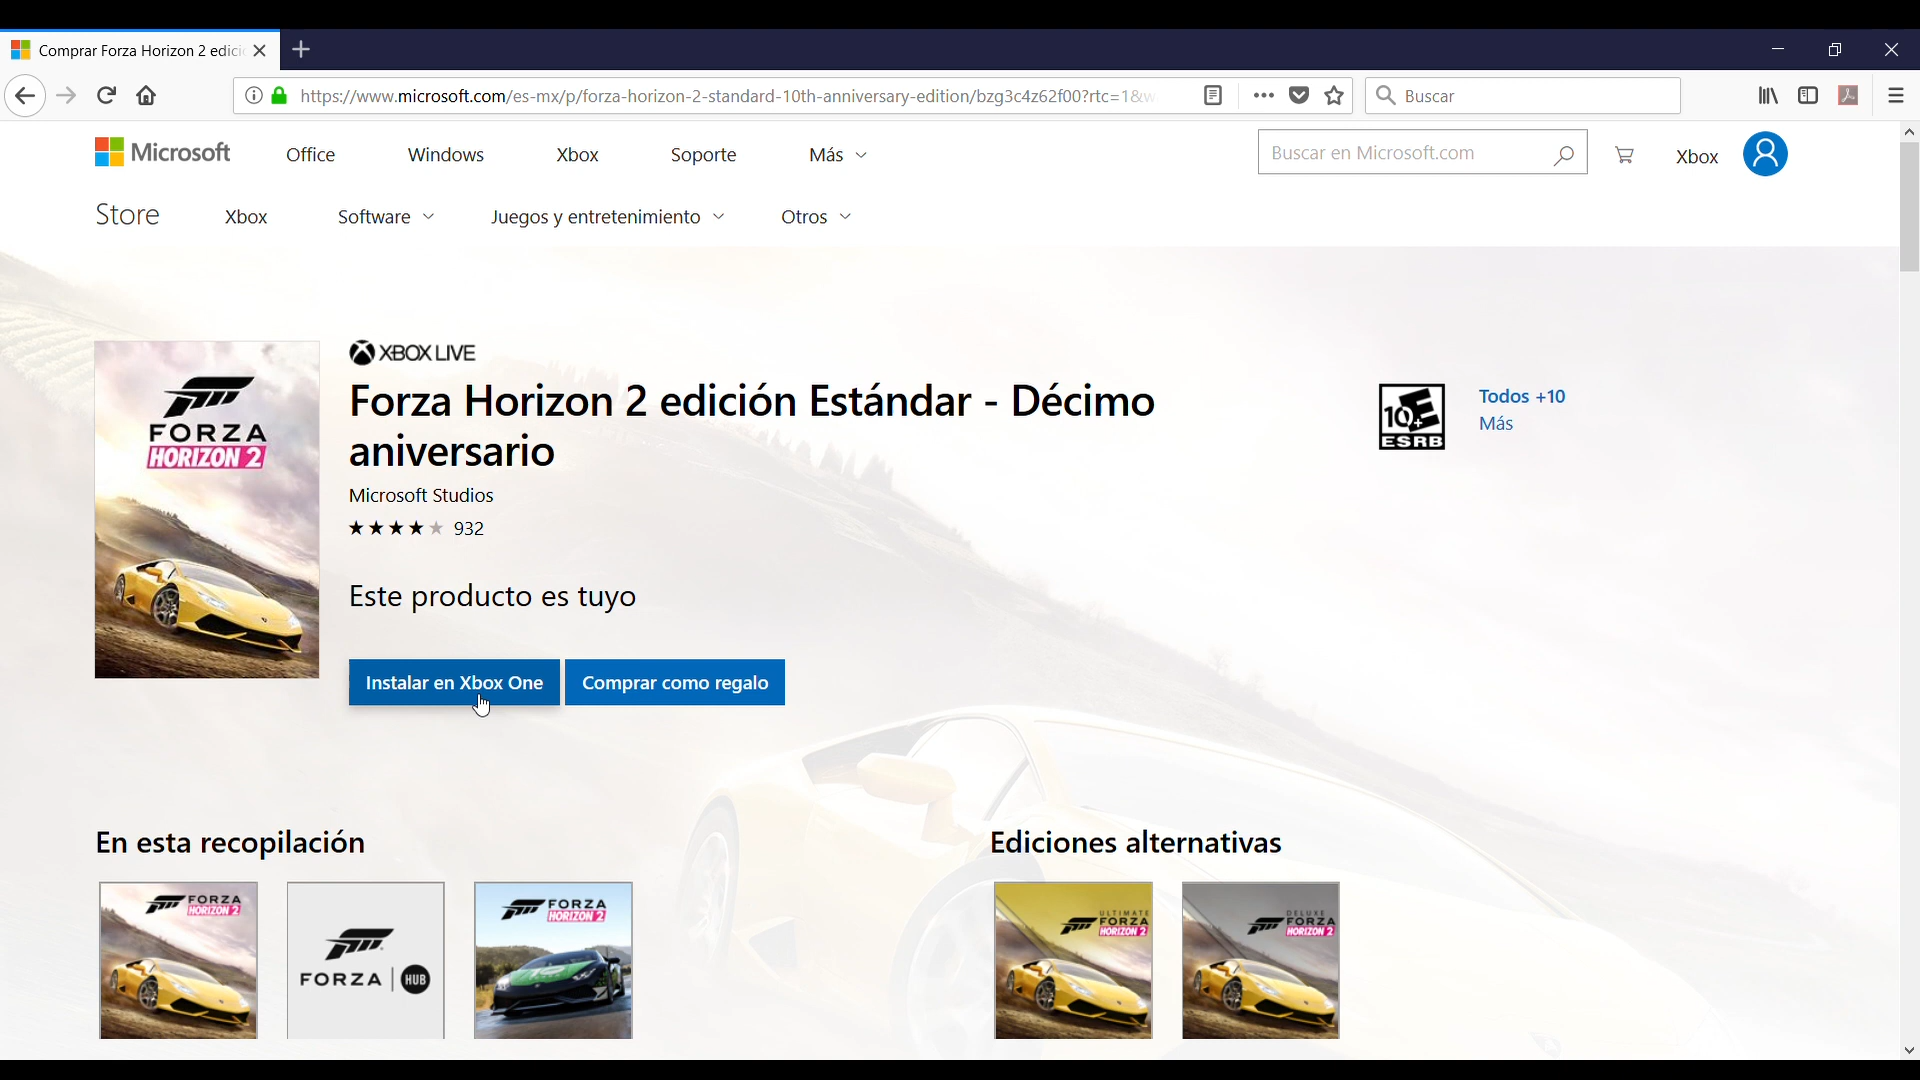 Comprar Forza Horizon 2 edici
https://www.microsoft.com/es-mx/p/forza-horizon-2-standard-10th-anniversary-edition/bzg3c4z62f00?rtc=1&w
Buscar
Microsoft
Office
Windows
Xbox
Soporte
Más
Buscar en Microsoft.com
Xbox
Store
Xbox
Software
Juegos y entretenimiento
Otros
FORZA
HORIZON 2
XBOX LIVE
Forza Horizon 2 edición Estándar - Décimo
aniversario
Microsoft Studios
932
10+
ESRB
Todos +10
Más
Este producto es tuyo
Instalar en Xbox One
Comprar como regalo
En esta recopilación
Ediciones alternativas
FORZA
HORIZON 2
FORZA HUB
FORZA
HORIZON 2
ULTIMATE
FORZA
HORIZON 2
DELUXE
FORZA
HORIZON 2